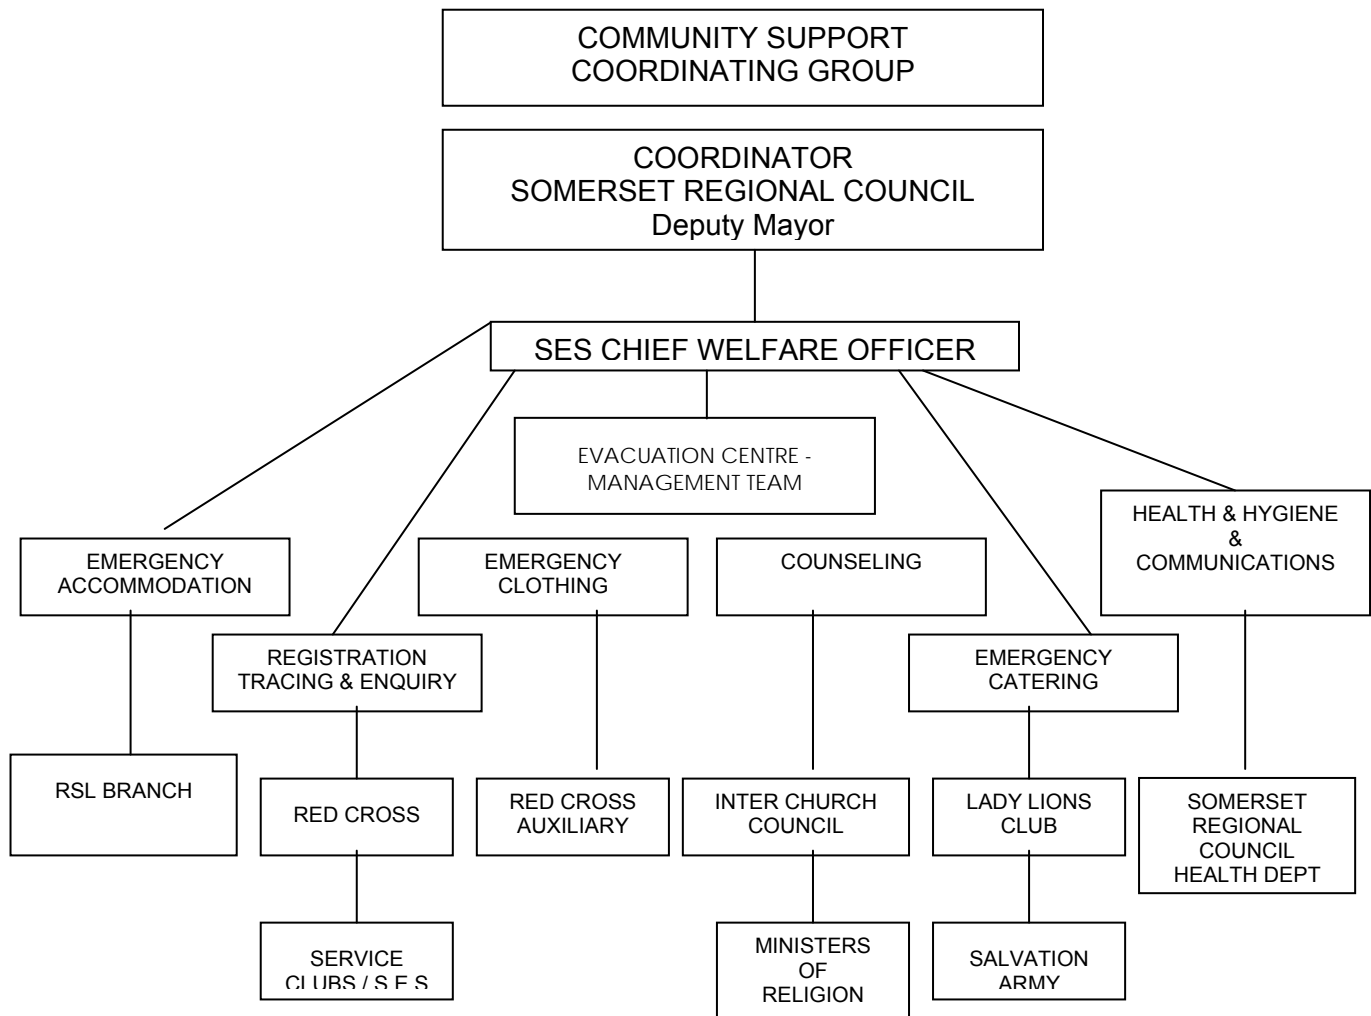 COMMUNITY SUPPORT
COORDINATING GROUP
COORDINATOR
SOMERSET REGIONAL COUNCIL
Deputy Mayor
SES CHIEF WELFARE OFFICER
EVACUATION CENTRE -
MANAGEMENT TEAM
HEALTH & HYGIENE
&
COMMUNICATIONS
EMERGENCY
ACCOMMODATION
EMERGENCY
CLOTHING
COUNSELING
REGISTRATION
TRACING & ENQUIRY
EMERGENCY
CATERING
RSL BRANCH
RED CROSS
RED CROSS
AUXILIARY
INTER CHURCH
COUNCIL
LADY LIONS
CLUB
SOMERSET
REGIONAL
COUNCIL
HEALTH DEPT
SERVICE
CLUBS / S.E.S
MINISTERS
OF
RELIGION
SALVATION
ARMY